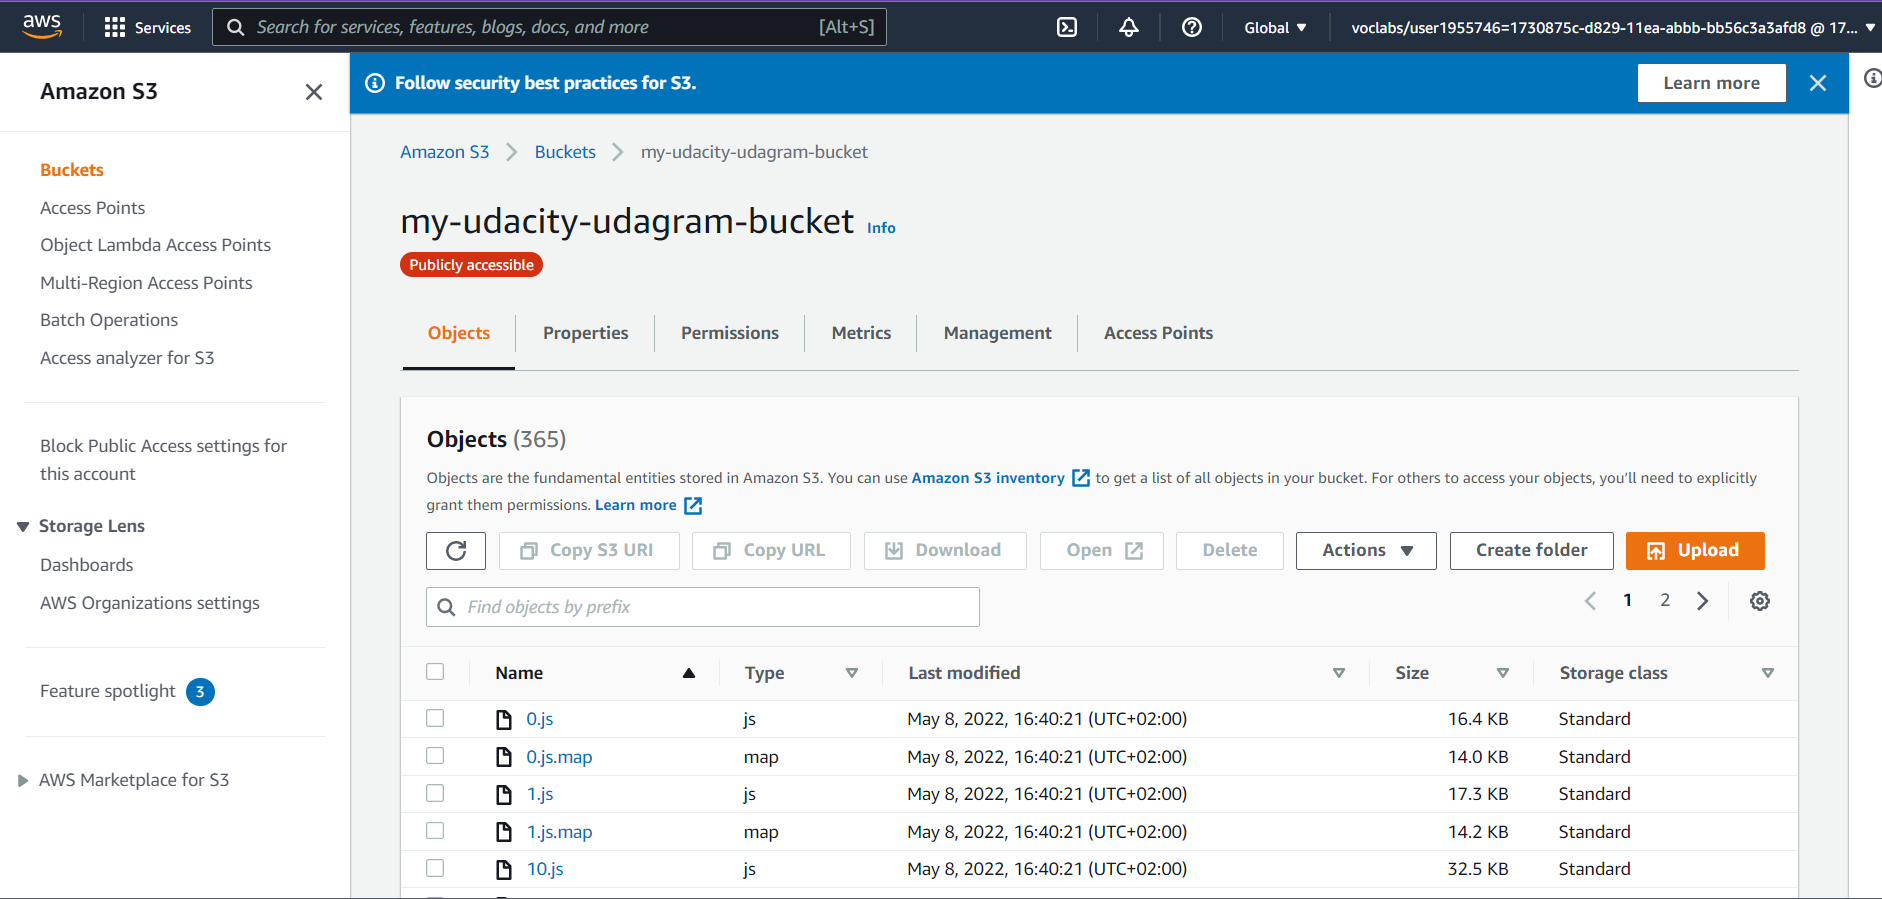 aws
Services
Search for services, features, blogs, docs, and more [Alt+S]
Global
voclabs/user1955746=1730875c-d829-11ea-abbb-bb56c3a3afd8 @ 17...
Amazon S3
Buckets
Access Points
Object Lambda Access Points
Multi-Region Access Points
Batch Operations
Access analyzer for S3
Block Public Access settings for
this account
Storage Lens
Dashboards
AWS Organizations settings
Feature spotlight 3
AWS Marketplace for S3
Follow security best practices for S3.
Learn more
Amazon S3 Buckets my-udacity-udagram-bucket
my-udacity-udagram-bucket Info
Publicly accessible
Objects Properties Permissions Metrics Management Access Points
Objects (365)
Objects are the fundamental entities stored in Amazon S3. You can use Amazon S3 inventory to get a list of all objects in your bucket. For others to access your objects, you’ll need to explicitly
grant them permissions. Learn more
Copy S3 URI Copy URL Download Open Delete Actions Create folder Upload
Find objects by prefix
1 2
Name Type Last modified Size Storage class
0.js js May 8, 2022, 16:40:21 (UTC+02:00) 16.4 KB Standard
0.js.map map May 8, 2022, 16:40:21 (UTC+02:00) 14.0 KB Standard
1.js js May 8, 2022, 16:40:21 (UTC+02:00) 17.3 KB Standard
1.js.map map May 8, 2022, 16:40:21 (UTC+02:00) 14.2 KB Standard
10.js js May 8, 2022, 16:40:21 (UTC+02:00) 32.5 KB Standard